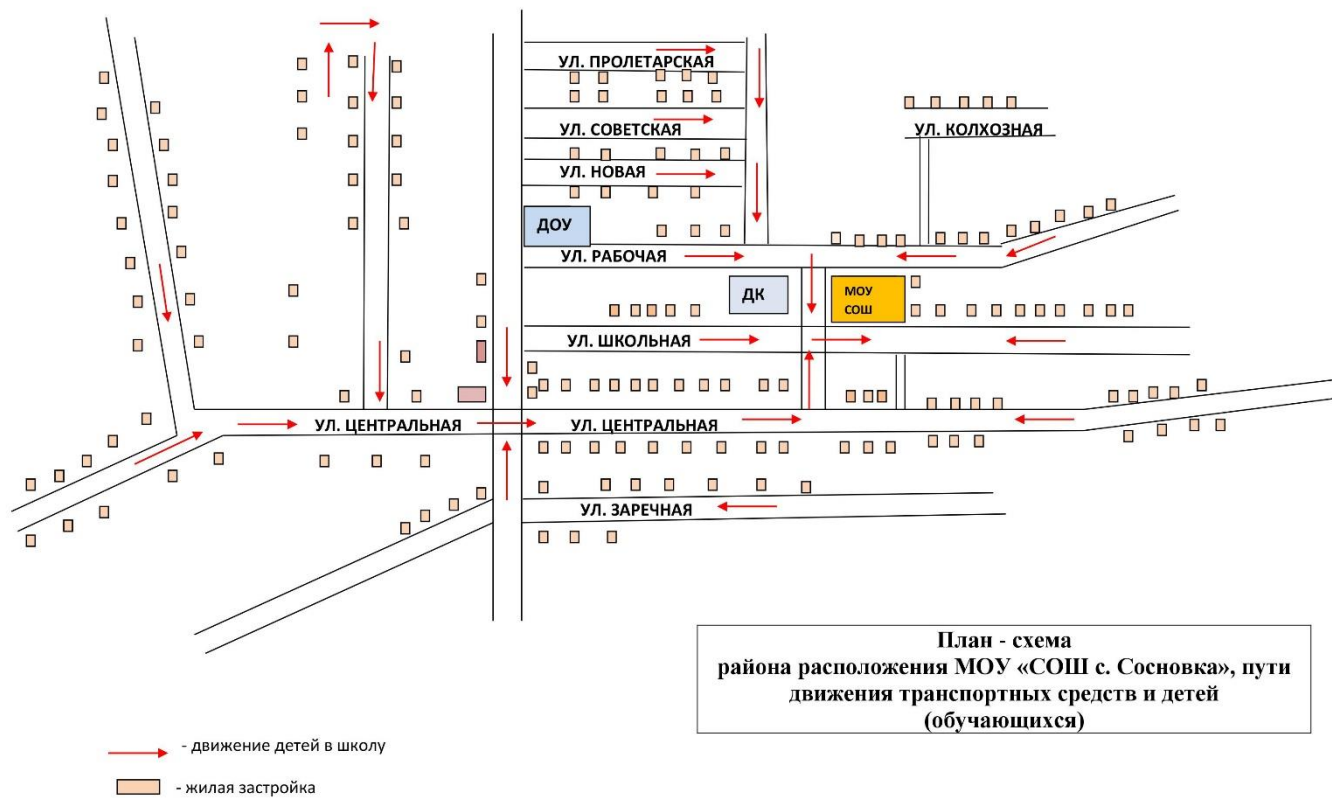 УЛ. ПРОЛЕТАРСКАЯ
УЛ. СОВЕТСКАЯ
УЛ. КОЛХОЗНАЯ
УЛ. НОВАЯ
ДОУ
УЛ. РАБОЧАЯ
ДК
МОУ
СОШ
УЛ. ШКОЛЬНАЯ
УЛ. ЦЕНТРАЛЬНАЯ
УЛ. ЦЕНТРАЛЬНАЯ
УЛ. ЗАРЕЧНАЯ
План - схема
района расположения МОУ «СОШ с. Сосновка», пути
движения транспортных средств и детей
(обучающихся)
- движение детей в школу
- жилая застройка